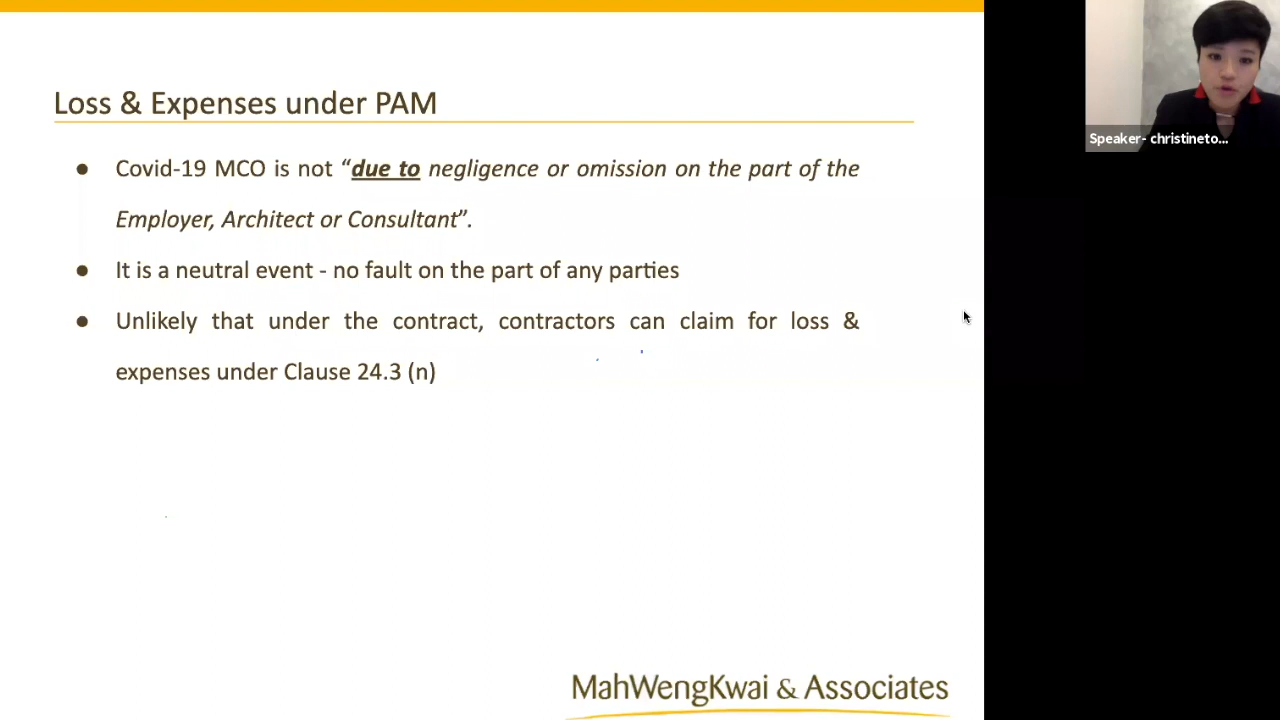 Loss & Expenses under PAM
● Covid-19 MCO is not “due to negligence or omission on the part of the
Employer, Architect or Consultant”.
● It is a neutral event - no fault on the part of any parties
● Unlikely that under the contract, contractors can claim for loss &
expenses under Clause 24.3 (n)
MahWengKwai & Associates
Speaker- christineto...